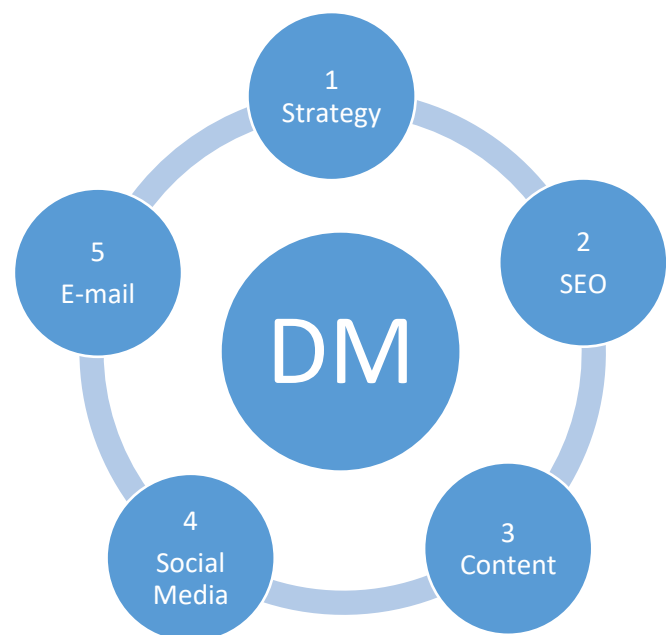 1
Strategy
2
SEO
3
Content
4
Social
Media
5
E-mail
DM